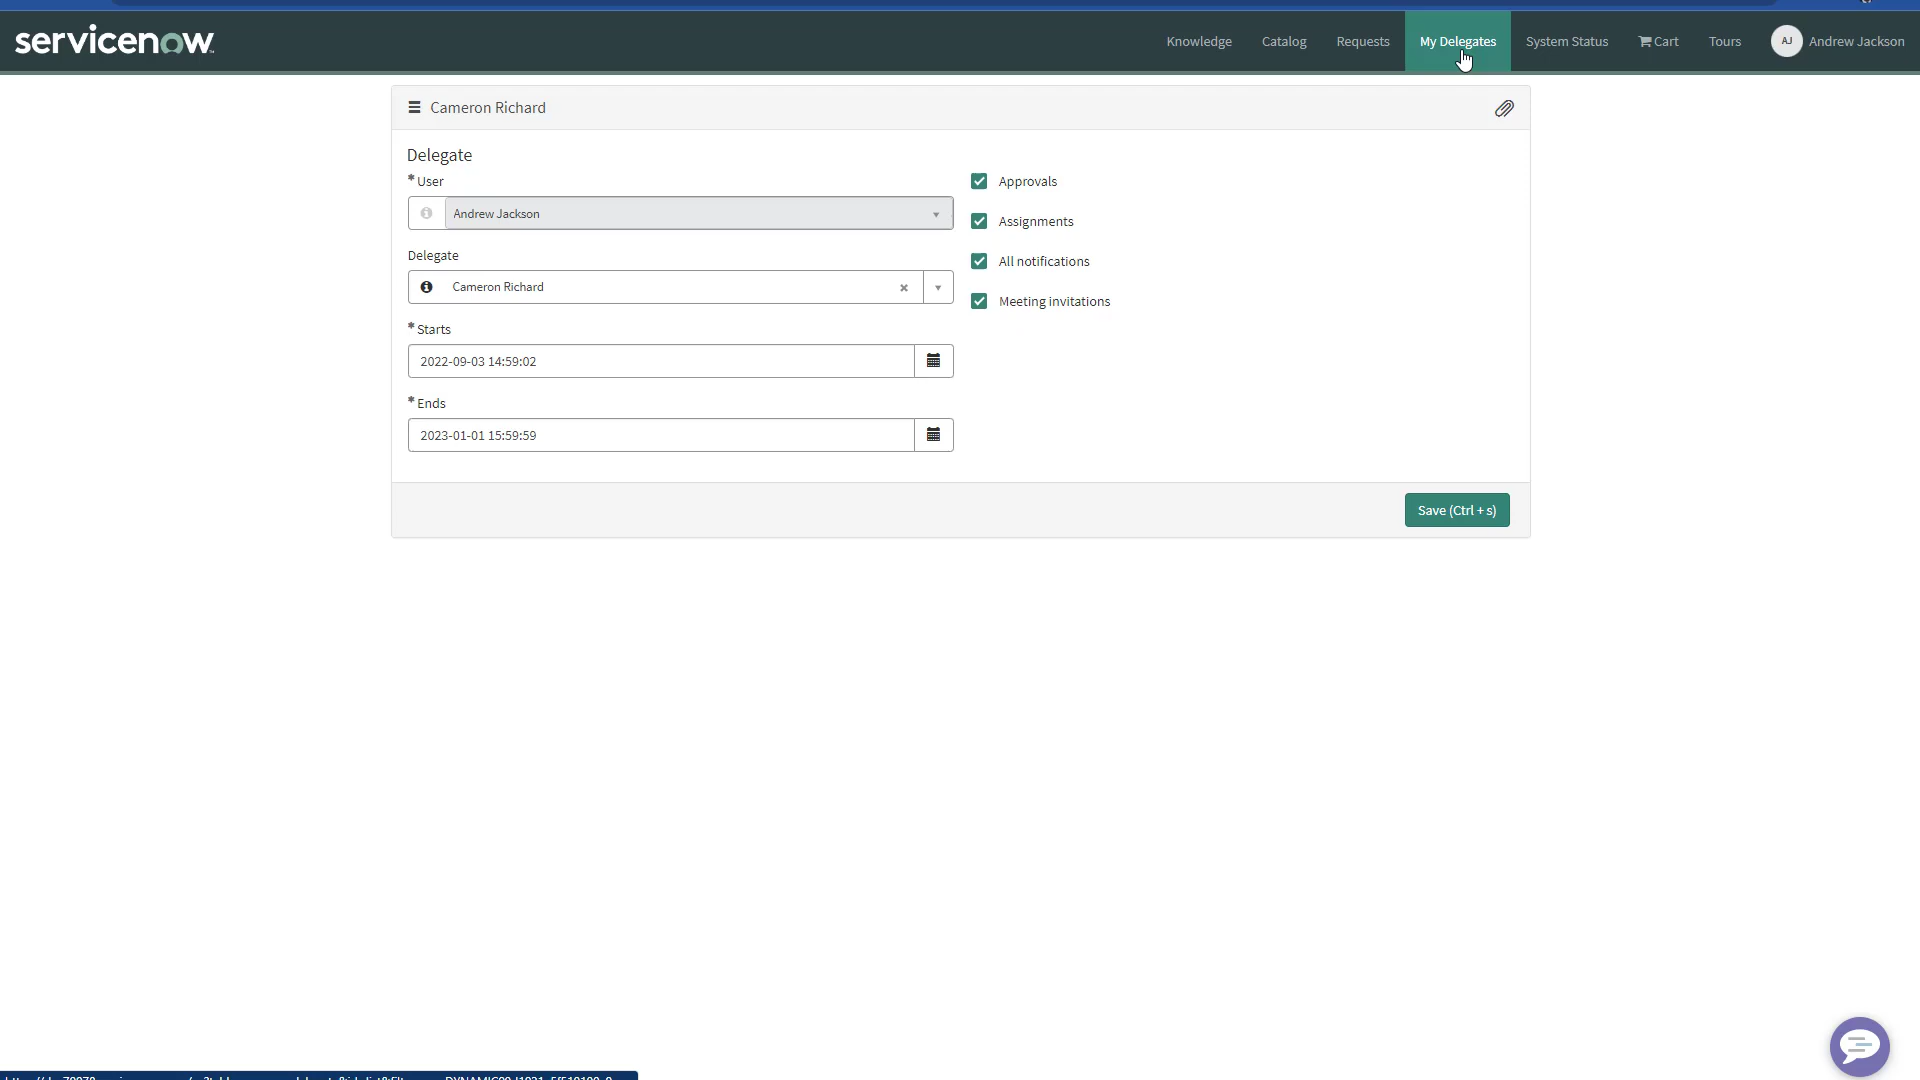 servicenow
Knowledge Catalog Requests My Delegates System Status Cart Tours AJ Andrew Jackson
Cameron Richard
Delegate
* User
Andrew Jackson
Delegate
Cameron Richard
* Starts
2022-09-03 14:59:02
* Ends
2023-01-01 15:59:59
Approvals
Assignments
All notifications
Meeting invitations
Save (Ctrl + s)